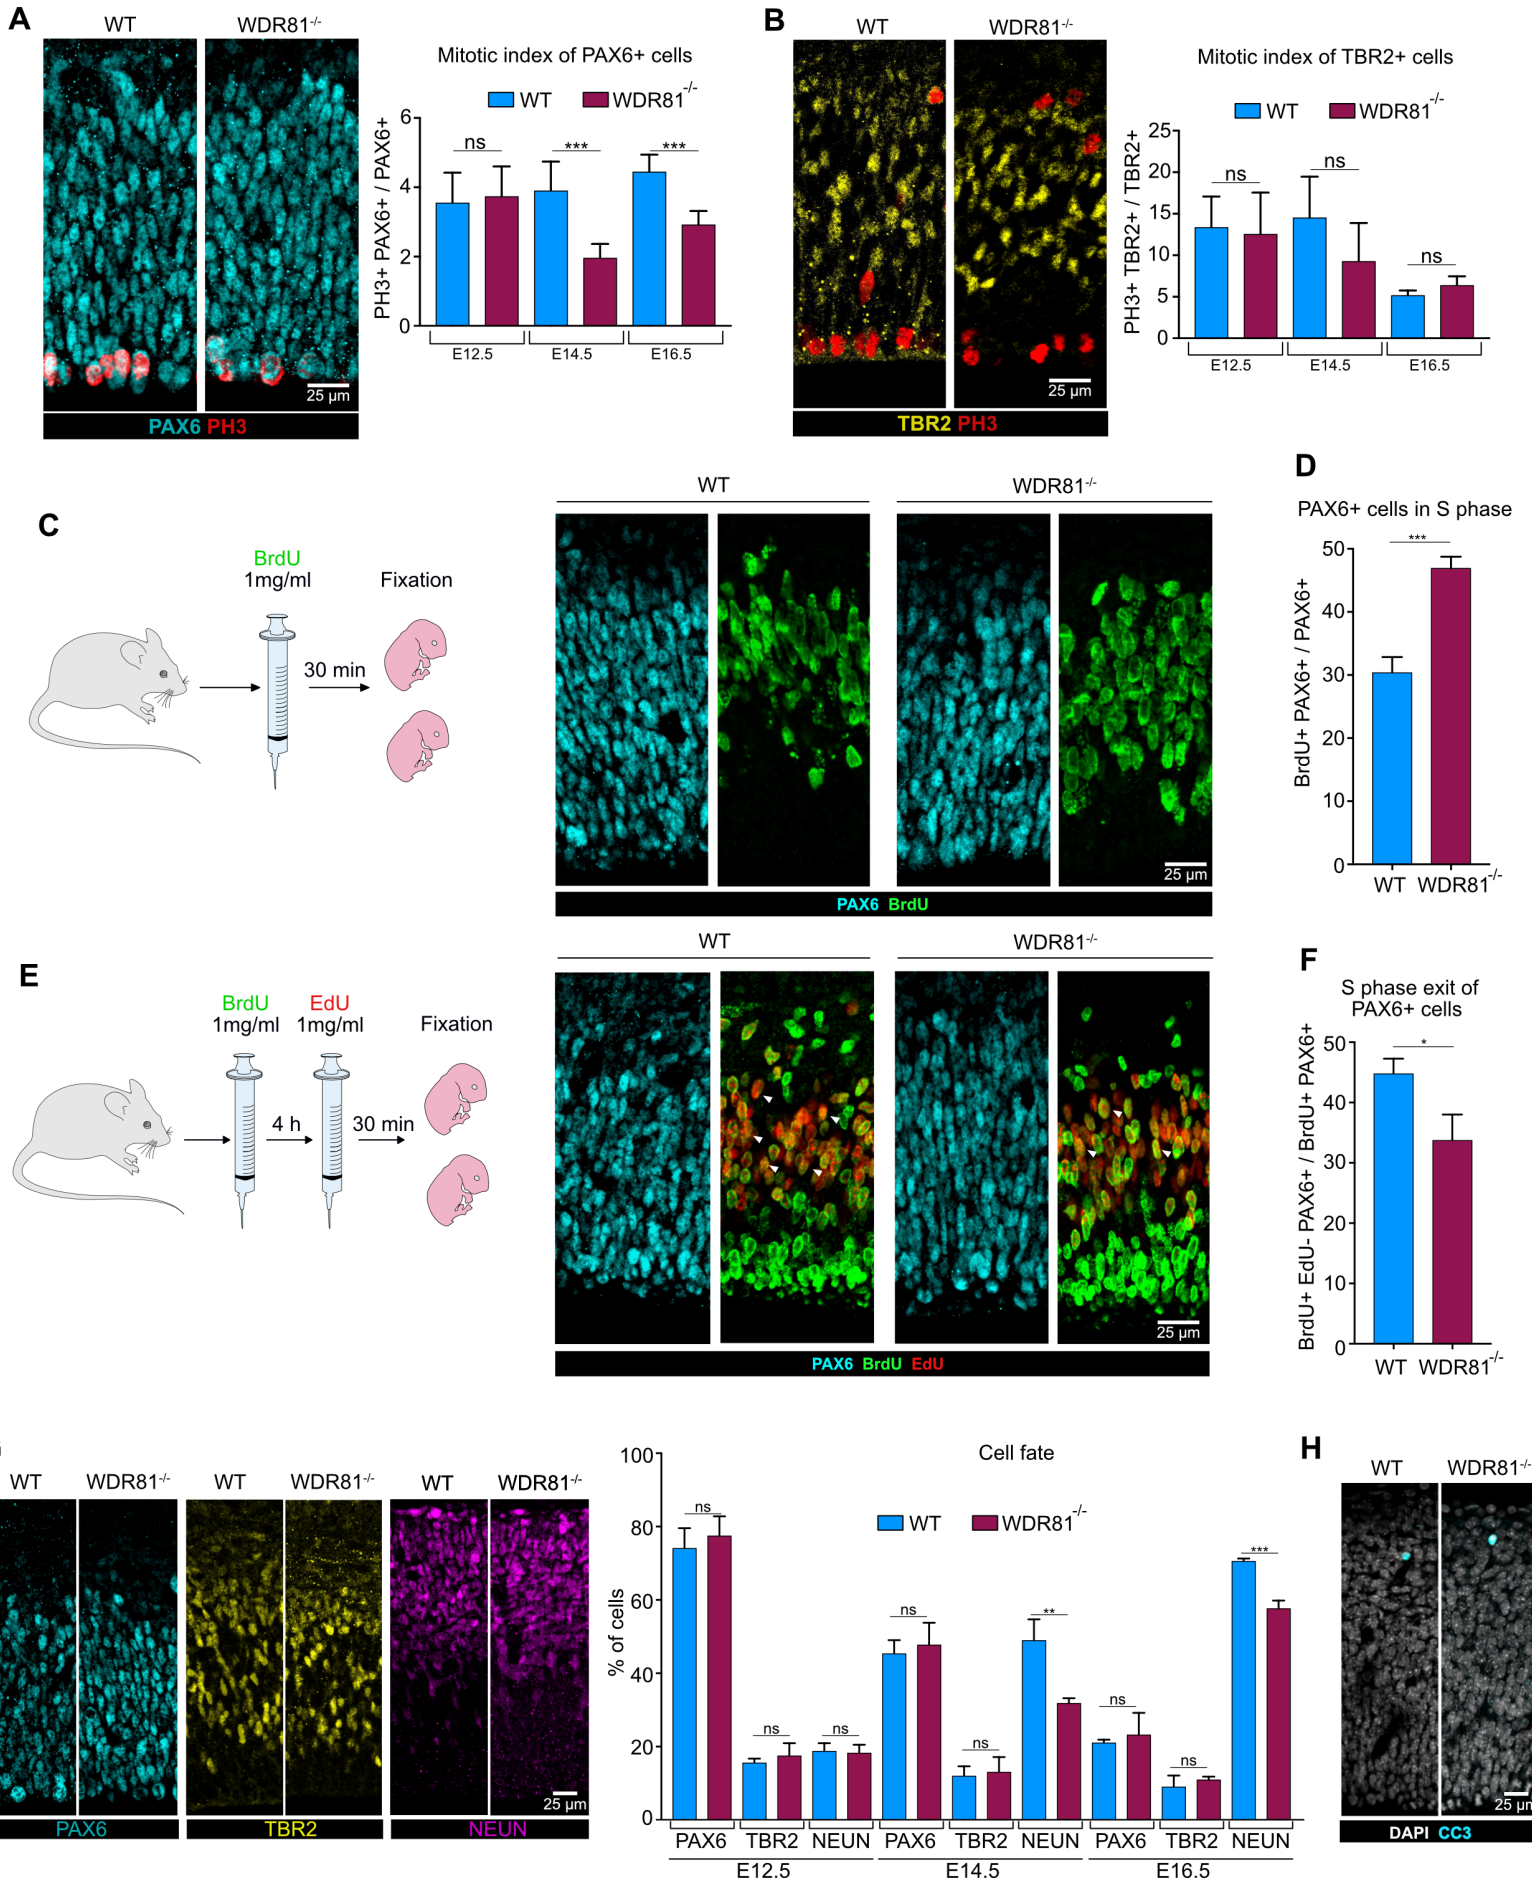 A
WT
WDR81-/-
25 µm
PAX6 PH3
Mitotic index of PAX6+ cells
WT
WDR81-/-
PH3+ PAX6+ / PAX6+
6
4
2
0
ns
***
***
E12.5
E14.5
E16.5
B
WT
WDR81-/-
25 µm
TBR2 PH3
Mitotic index of TBR2+ cells
WT
WDR81-/-
PH3+ TBR2+ / TBR2+
25
20
15
10
5
0
ns
ns
ns
E12.5
E14.5
E16.5
C
BrdU
1mg/ml
Fixation
30 min
WT
WDR81-/-
25 µm
PAX6 BrdU
D
PAX6+ cells in S phase
BrdU+ PAX6+ / PAX6+
50
40
30
20
10
0
***
WT
WDR81-/-
E
BrdU
1mg/ml
EdU
1mg/ml
Fixation
4 h
30 min
WT
WDR81-/-
25 µm
PAX6 BrdU EdU
F
S phase exit of
PAX6+ cells
BrdU+ EdU- PAX6+ / BrdU+ PAX6+
50
40
30
20
10
0
*
WT
WDR81-/-
WT
WDR81-/-
WT
WDR81-/-
WT
WDR81-/-
25 µm
PAX6
TBR2
NEUN
Cell fate
WT
WDR81-/-
% of cells
100
80
60
40
20
0
ns
ns
ns
ns
ns
**
ns
ns
***
PAX6
TBR2
NEUN
PAX6
TBR2
NEUN
PAX6
TBR2
NEUN
E12.5
E14.5
E16.5
H
WT
WDR81-/-
25 µm
DAPI CC3